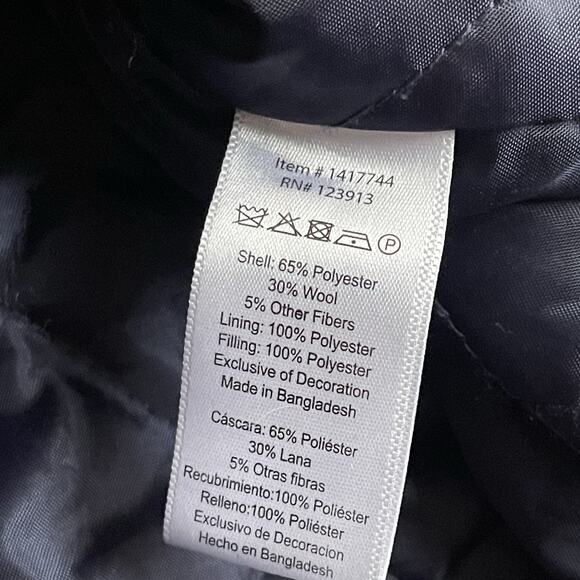 Item # 1417744
RN# 123913
P
Shell: 65% Polyester
30% Wool
5% Other Fibers
Lining: 100% Polyester
Filling: 100% Polyester
Exclusive of Decoration
Made in Bangladesh
Cáscara: 65% Poliéster
30% Lana
5% Otras fibras
Recubrimiento:100% Poliéster
Relleno:100% Poliéster
Exclusivo de Decoracion
Hecho en Bangladesh